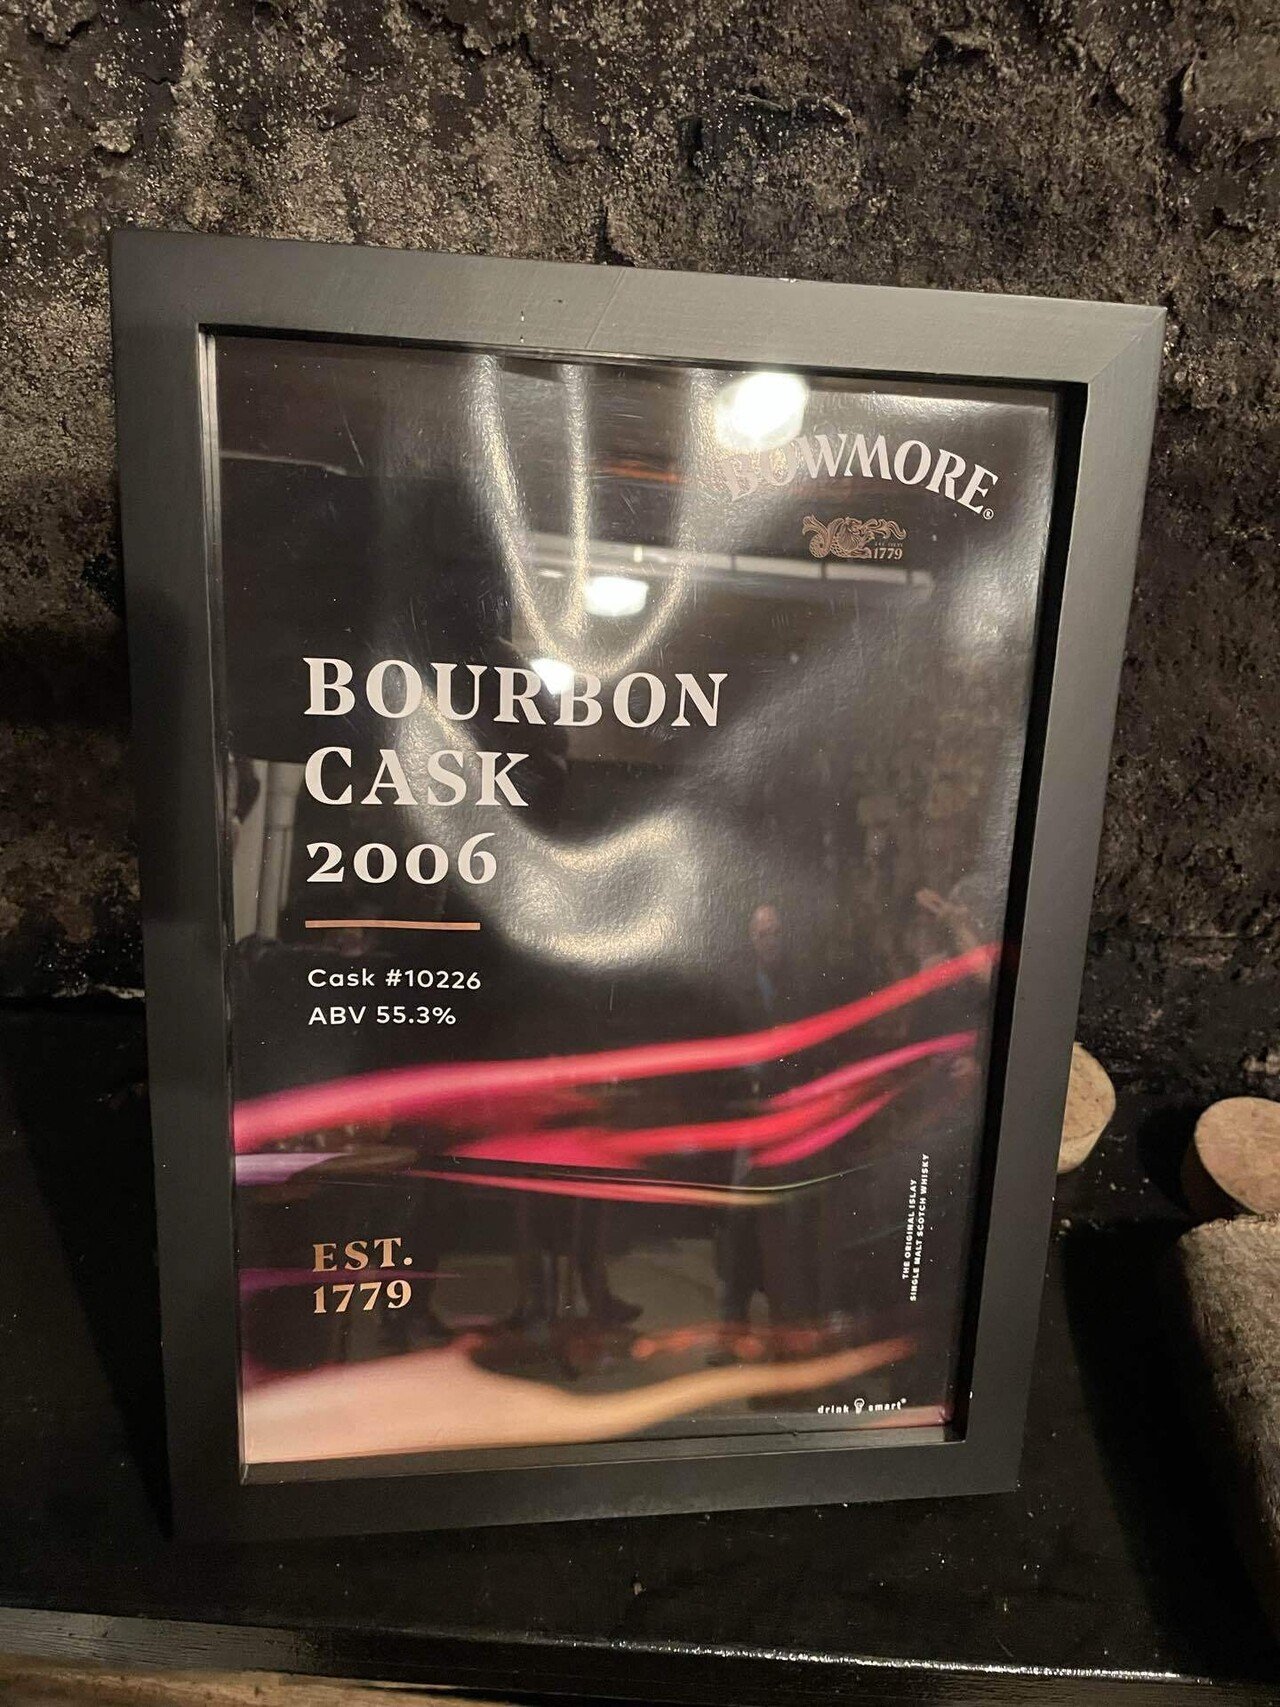 BOWMORE®
1779
BOURBON
CASK
2006
Cask #10226
ABV 55.3%
THE ORIGINAL ISLAY
SINGLE MALT SCOTCH WHISKY
EST.
1779
drink smart®